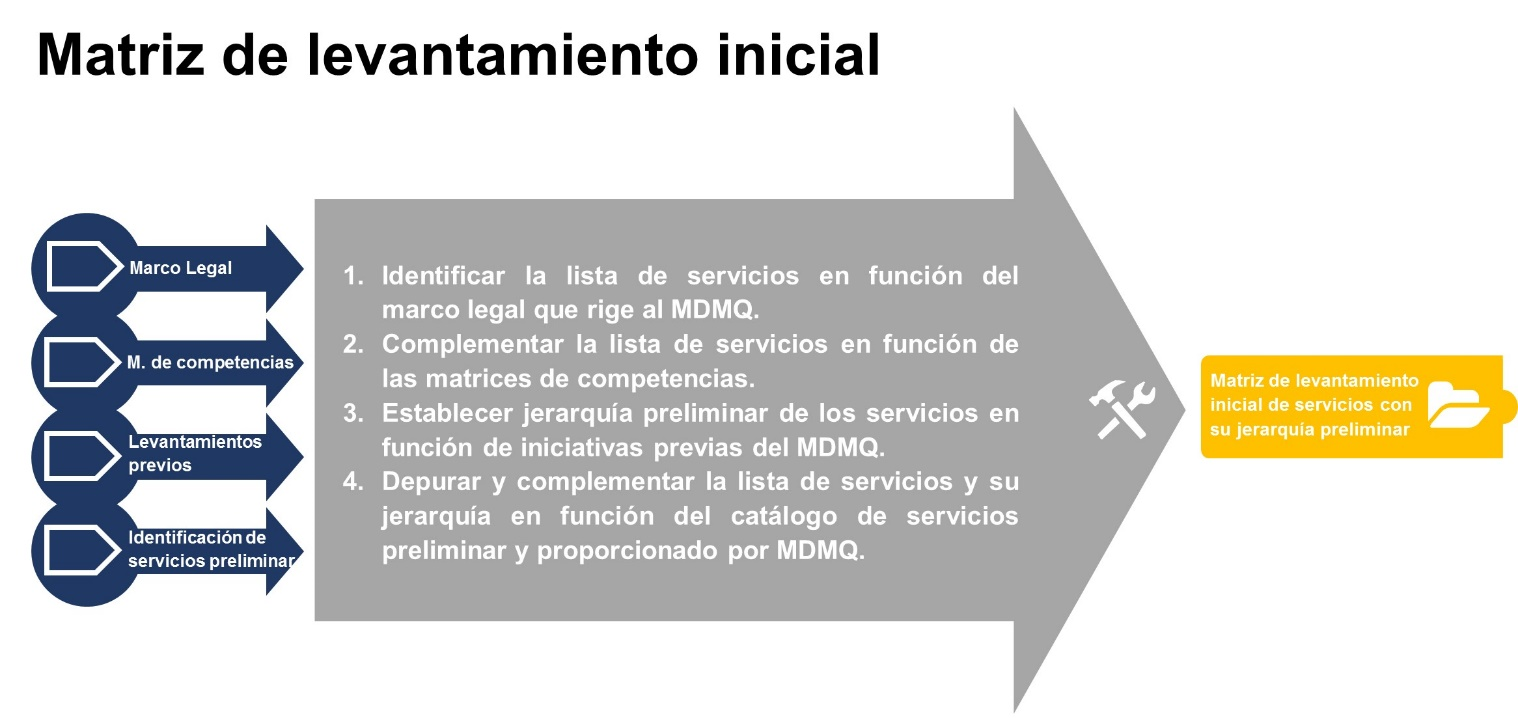 Matriz de levantamiento inicial
Marco Legal
M. de competencias
Levantamientos
previos
Identificación de
servicios preliminar
1. Identificar la lista de servicios en función del
marco legal que rige al MDMQ.
2. Complementar la lista de servicios en función de
las matrices de competencias.
3. Establecer jerarquía preliminar de los servicios en
función de iniciativas previas del MDMQ.
4. Depurar y complementar la lista de servicios y su
jerarquía en función del catálogo de servicios
preliminar y proporcionado por MDMQ.
Matriz de levantamiento
inicial de servicios con
su jerarquía preliminar